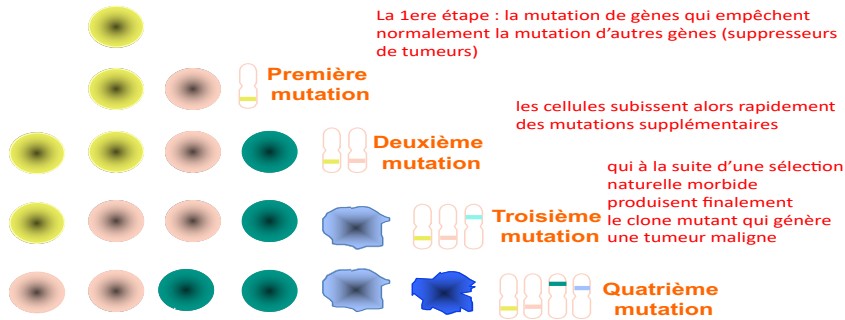 La 1ere étape : la mutation de gènes qui empêchent
normalement la mutation d’autres gènes (suppresseurs
de tumeurs)
Première
mutation
les cellules subissent alors rapidement
des mutations supplémentaires
Deuxième
mutation
qui à la suite d’une sélection
naturelle morbide
produisent finalement
le clone mutant qui génère
une tumeur maligne
Troisième
mutation
Quatrième
mutation